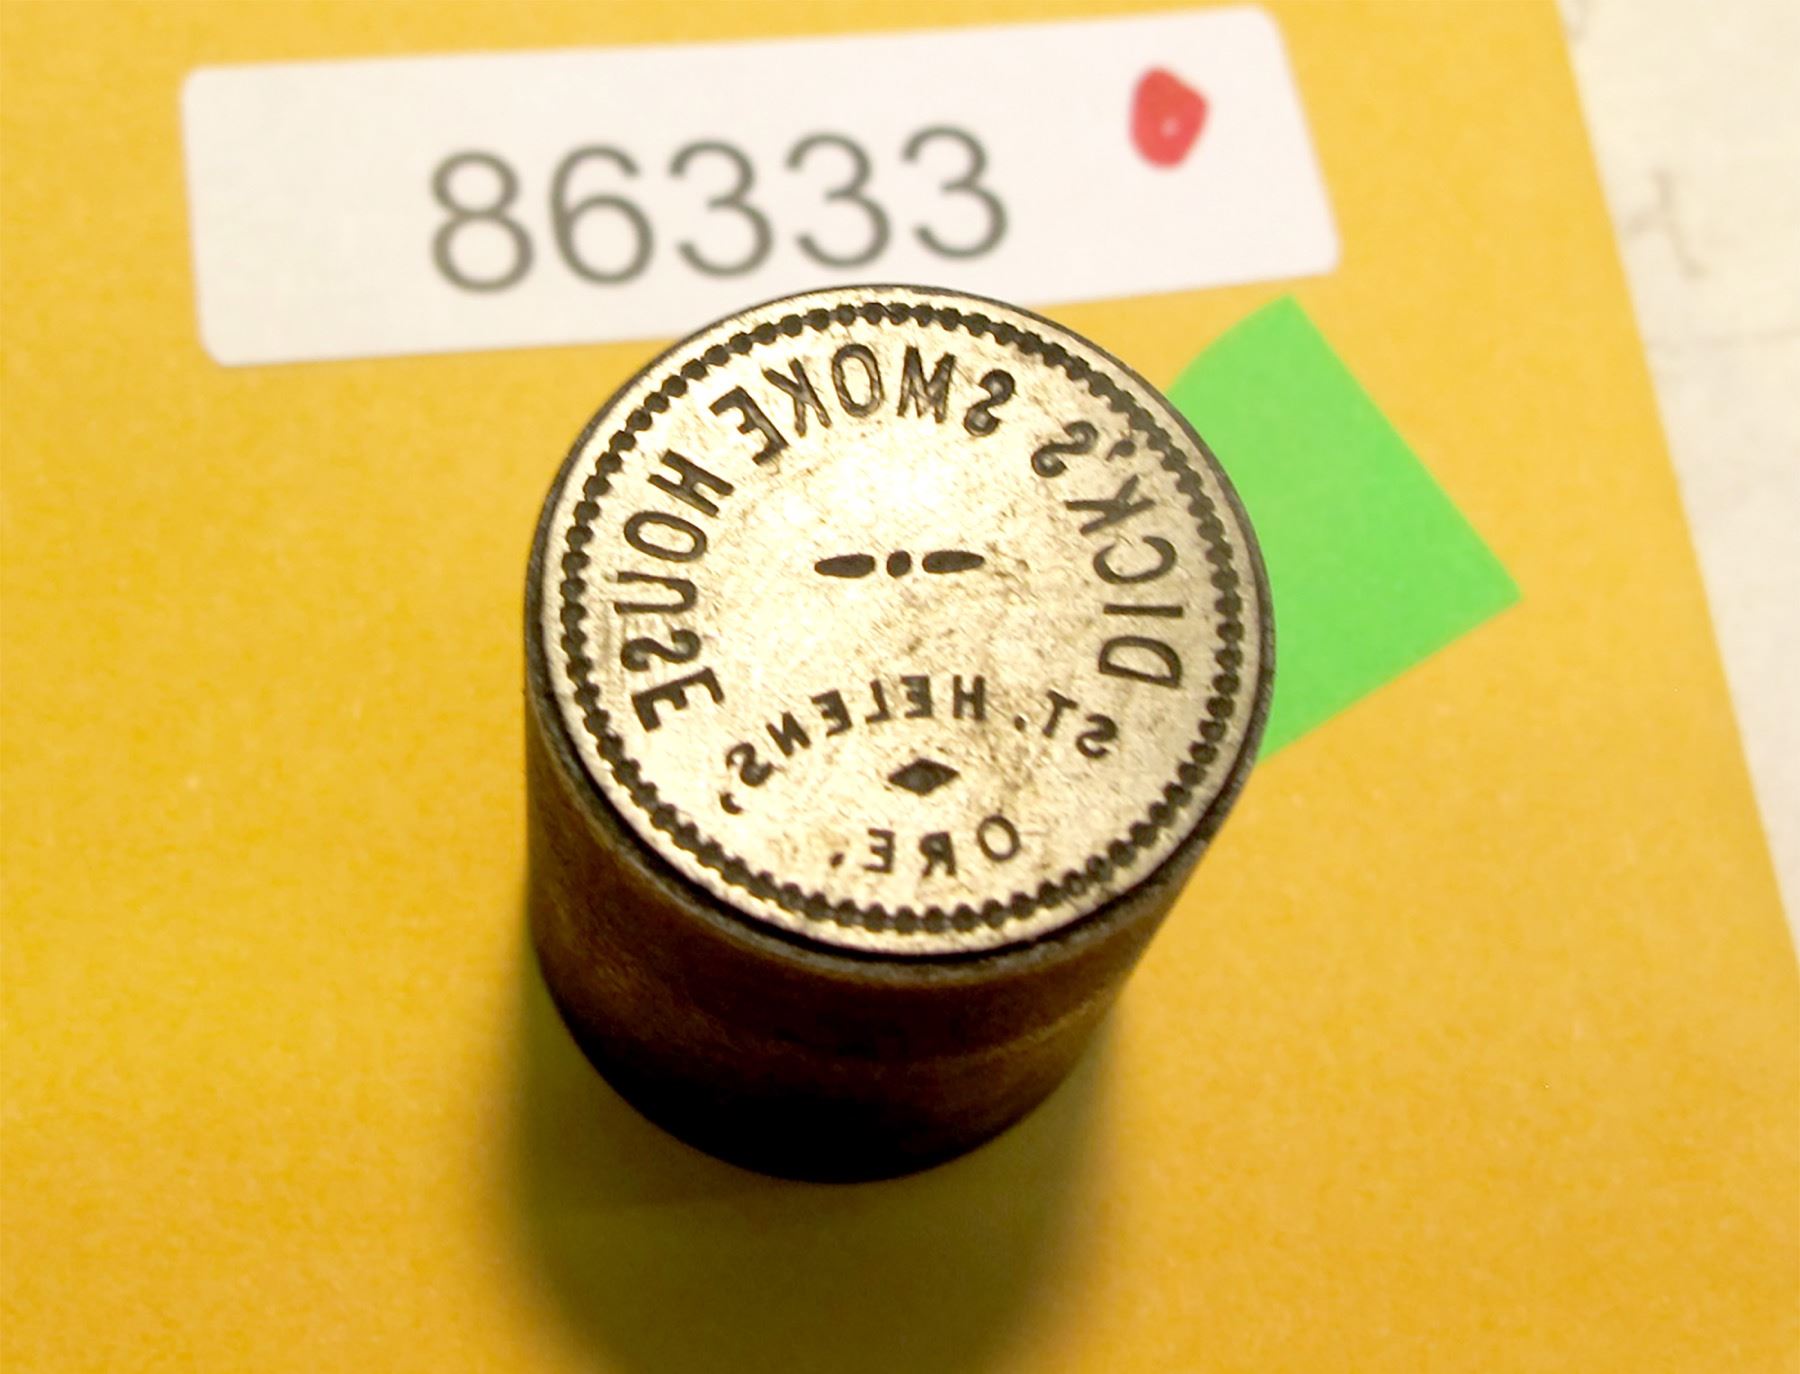 86333
DICK'S SMOKE HOUSE
ST. HELENS,
ORE.